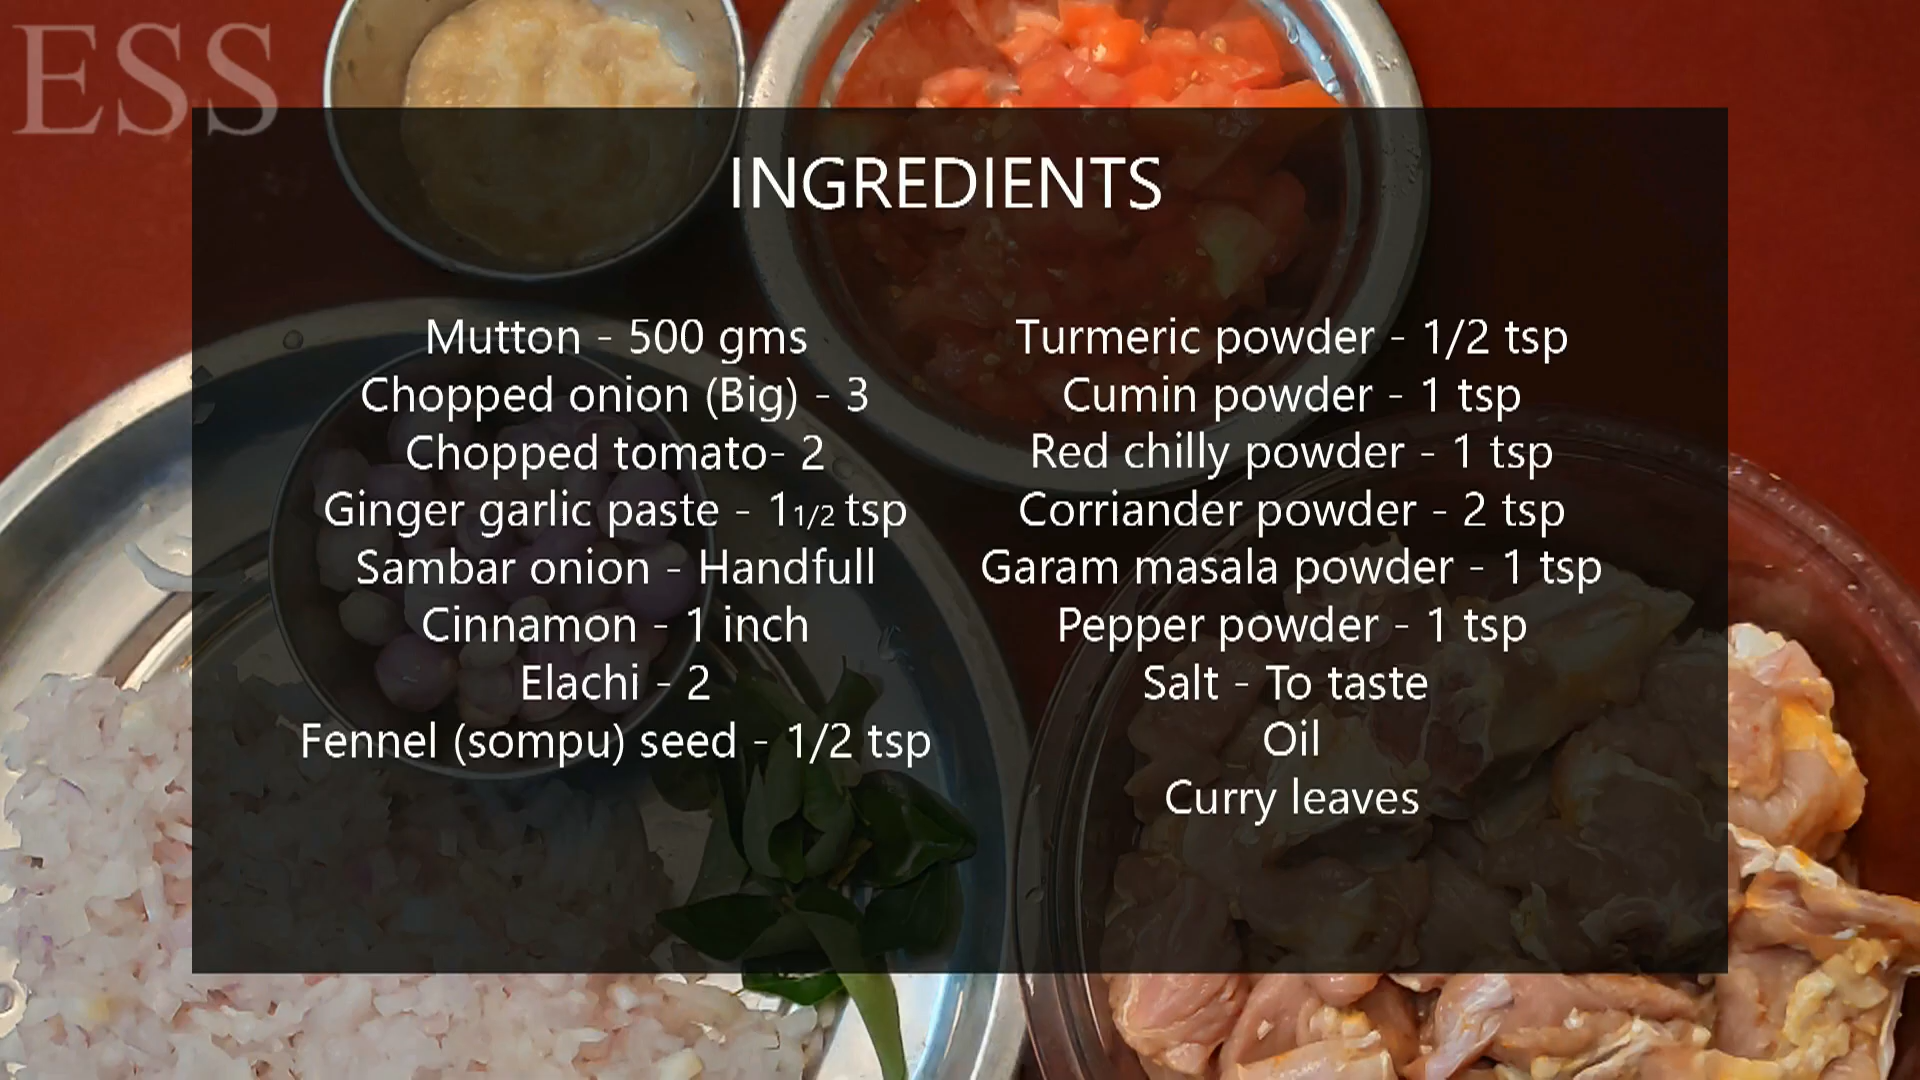 ESS
INGREDIENTS
Mutton - 500 gms
Chopped onion (Big) - 3
Chopped tomato- 2
Ginger garlic paste - 1 1/2 tsp
Sambar onion - Handfull
Cinnamon - 1 inch
Elachi - 2
Fennel (sompu) seed - 1/2 tsp
Turmeric powder - 1/2 tsp
Cumin powder - 1 tsp
Red chilly powder - 1 tsp
Corriander powder - 2 tsp
Garam masala powder - 1 tsp
Pepper powder - 1 tsp
Salt - To taste
Oil
Curry leaves